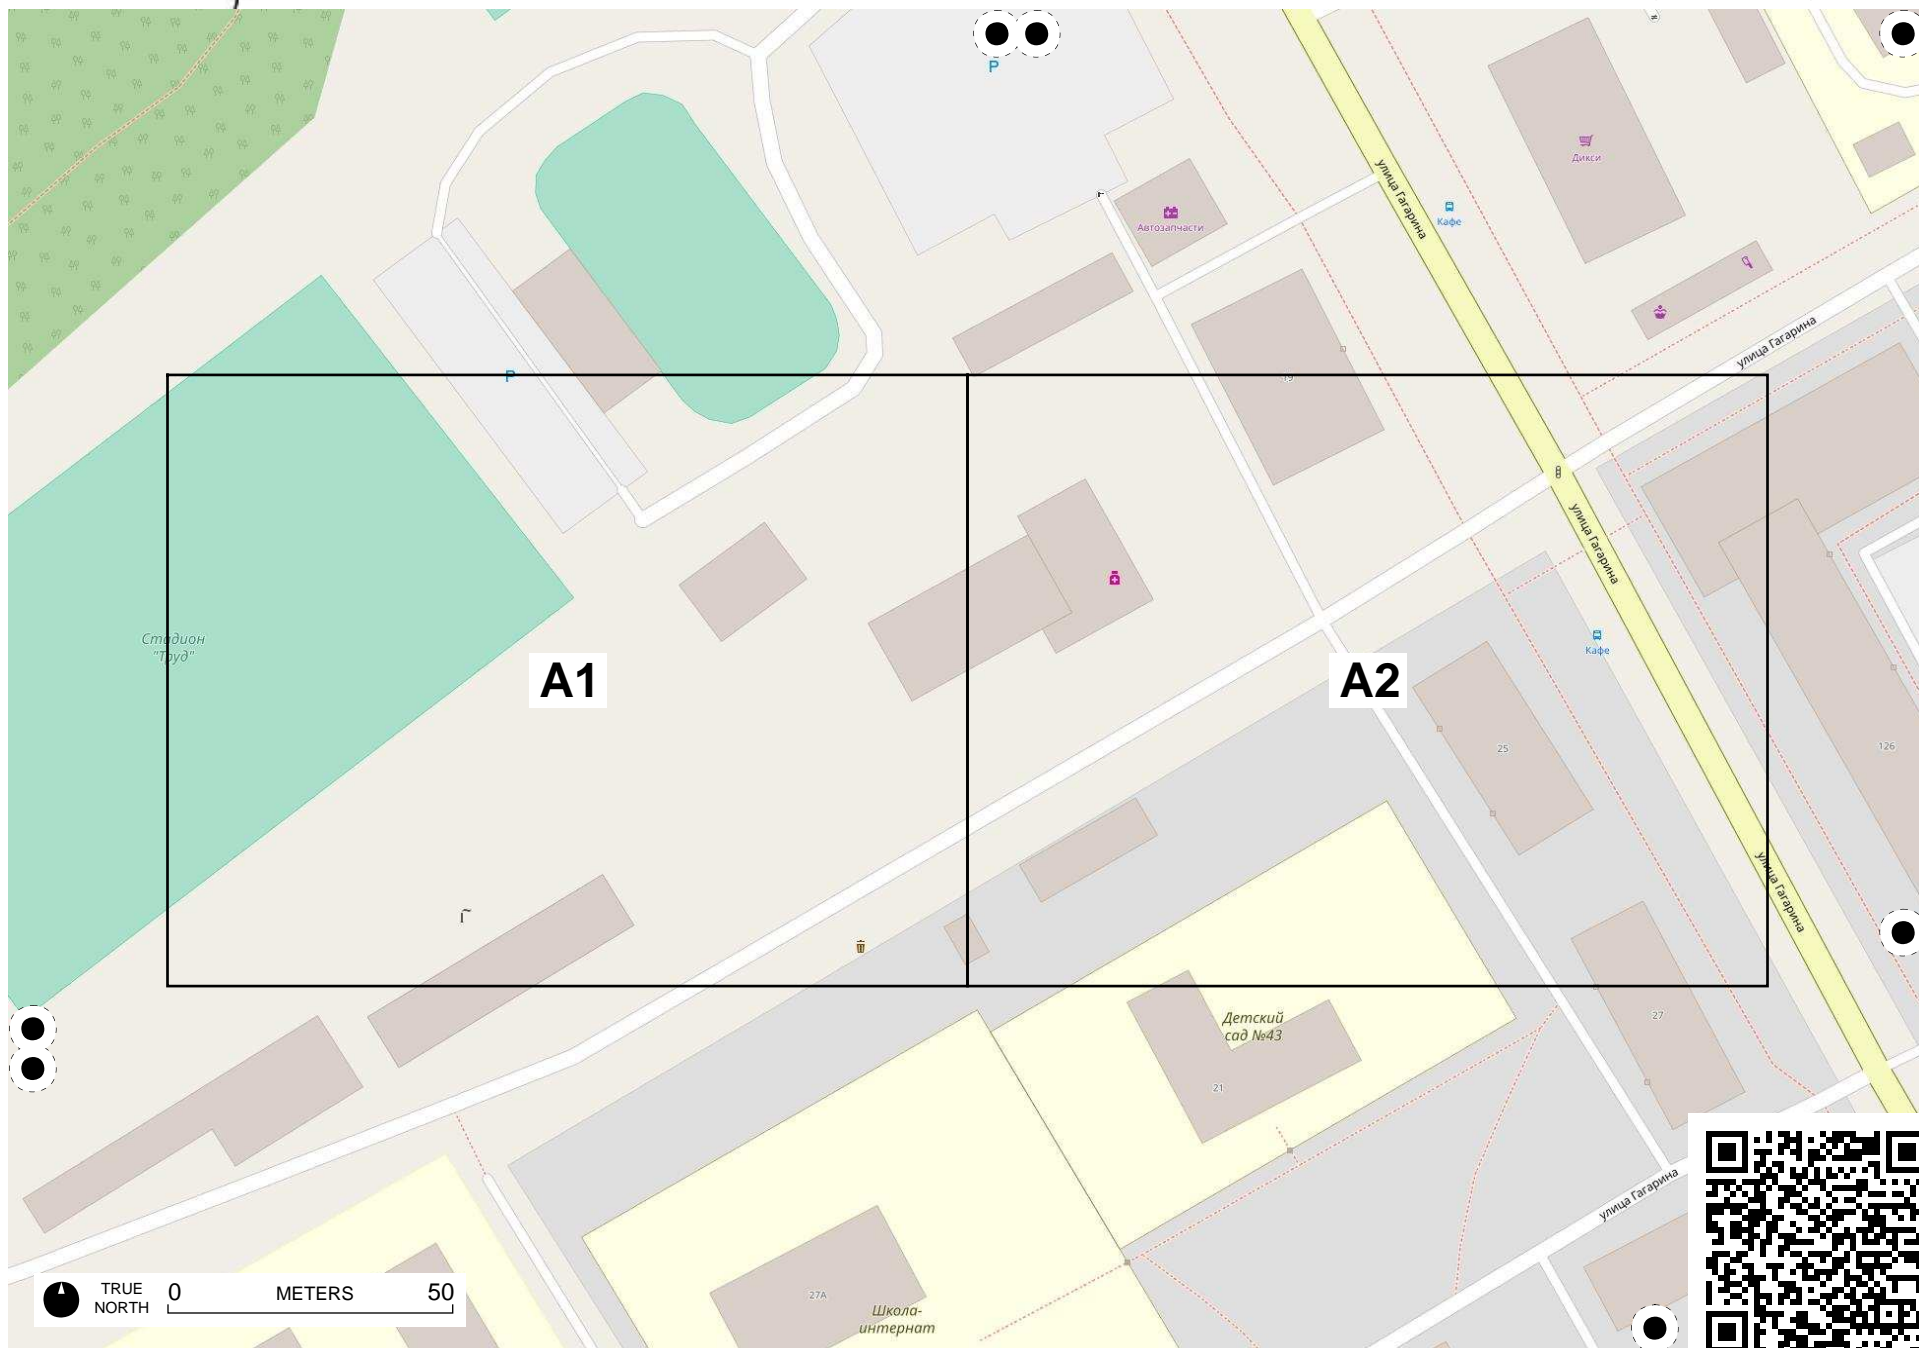 P
улица Гагарина
Дикси
Кафе
Автозапчасти
улица Гагарина
P
19
улица Гагарина
Стадион
"Труд"
Кафе
A1
A2
25
126
улица Гагарина
Детский
сад №43
27
21
улица Гагарина
TRUE
NORTH
0 METERS 50
27А
Школа-
интернат